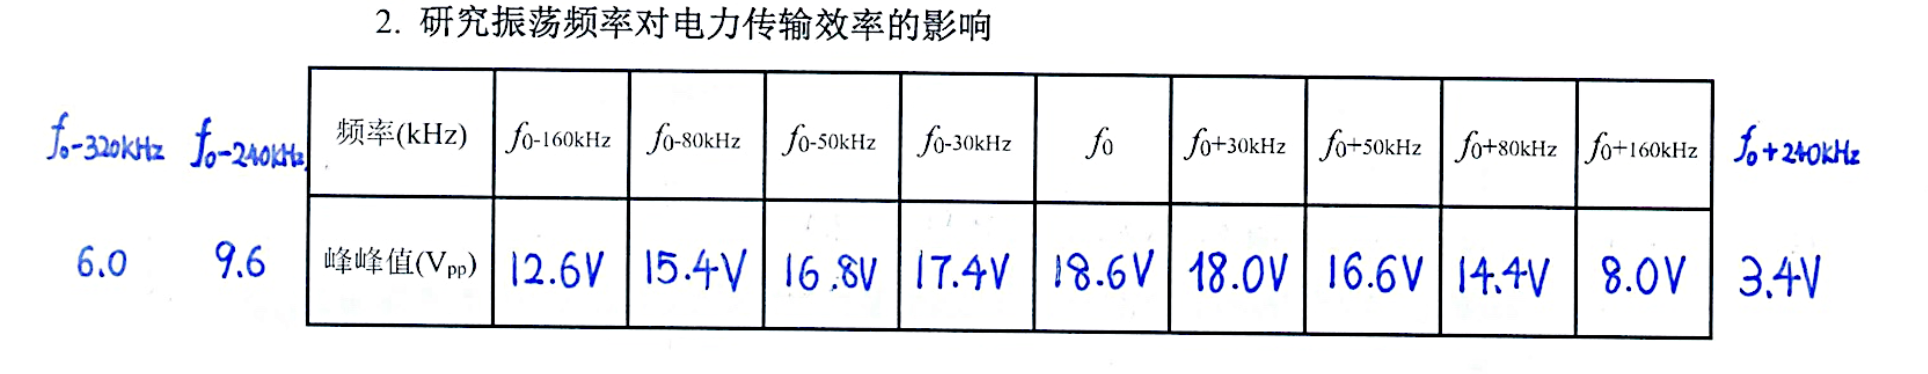 2. 研究振荡频率对电力传输效率的影响
f0-320kHz f0-240kHz 频率(kHz) f0-160kHz f0-80kHz f0-50kHz f0-30kHz f0 f0+30kHz f0+50kHz f0+80kHz f0+160kHz f0+240kHz
6.0 9.6 峰峰值(Vpp) 12.6V 15.4V 16.8V 17.4V 18.6V 18.0V 16.6V 14.4V 8.0V 3.4V